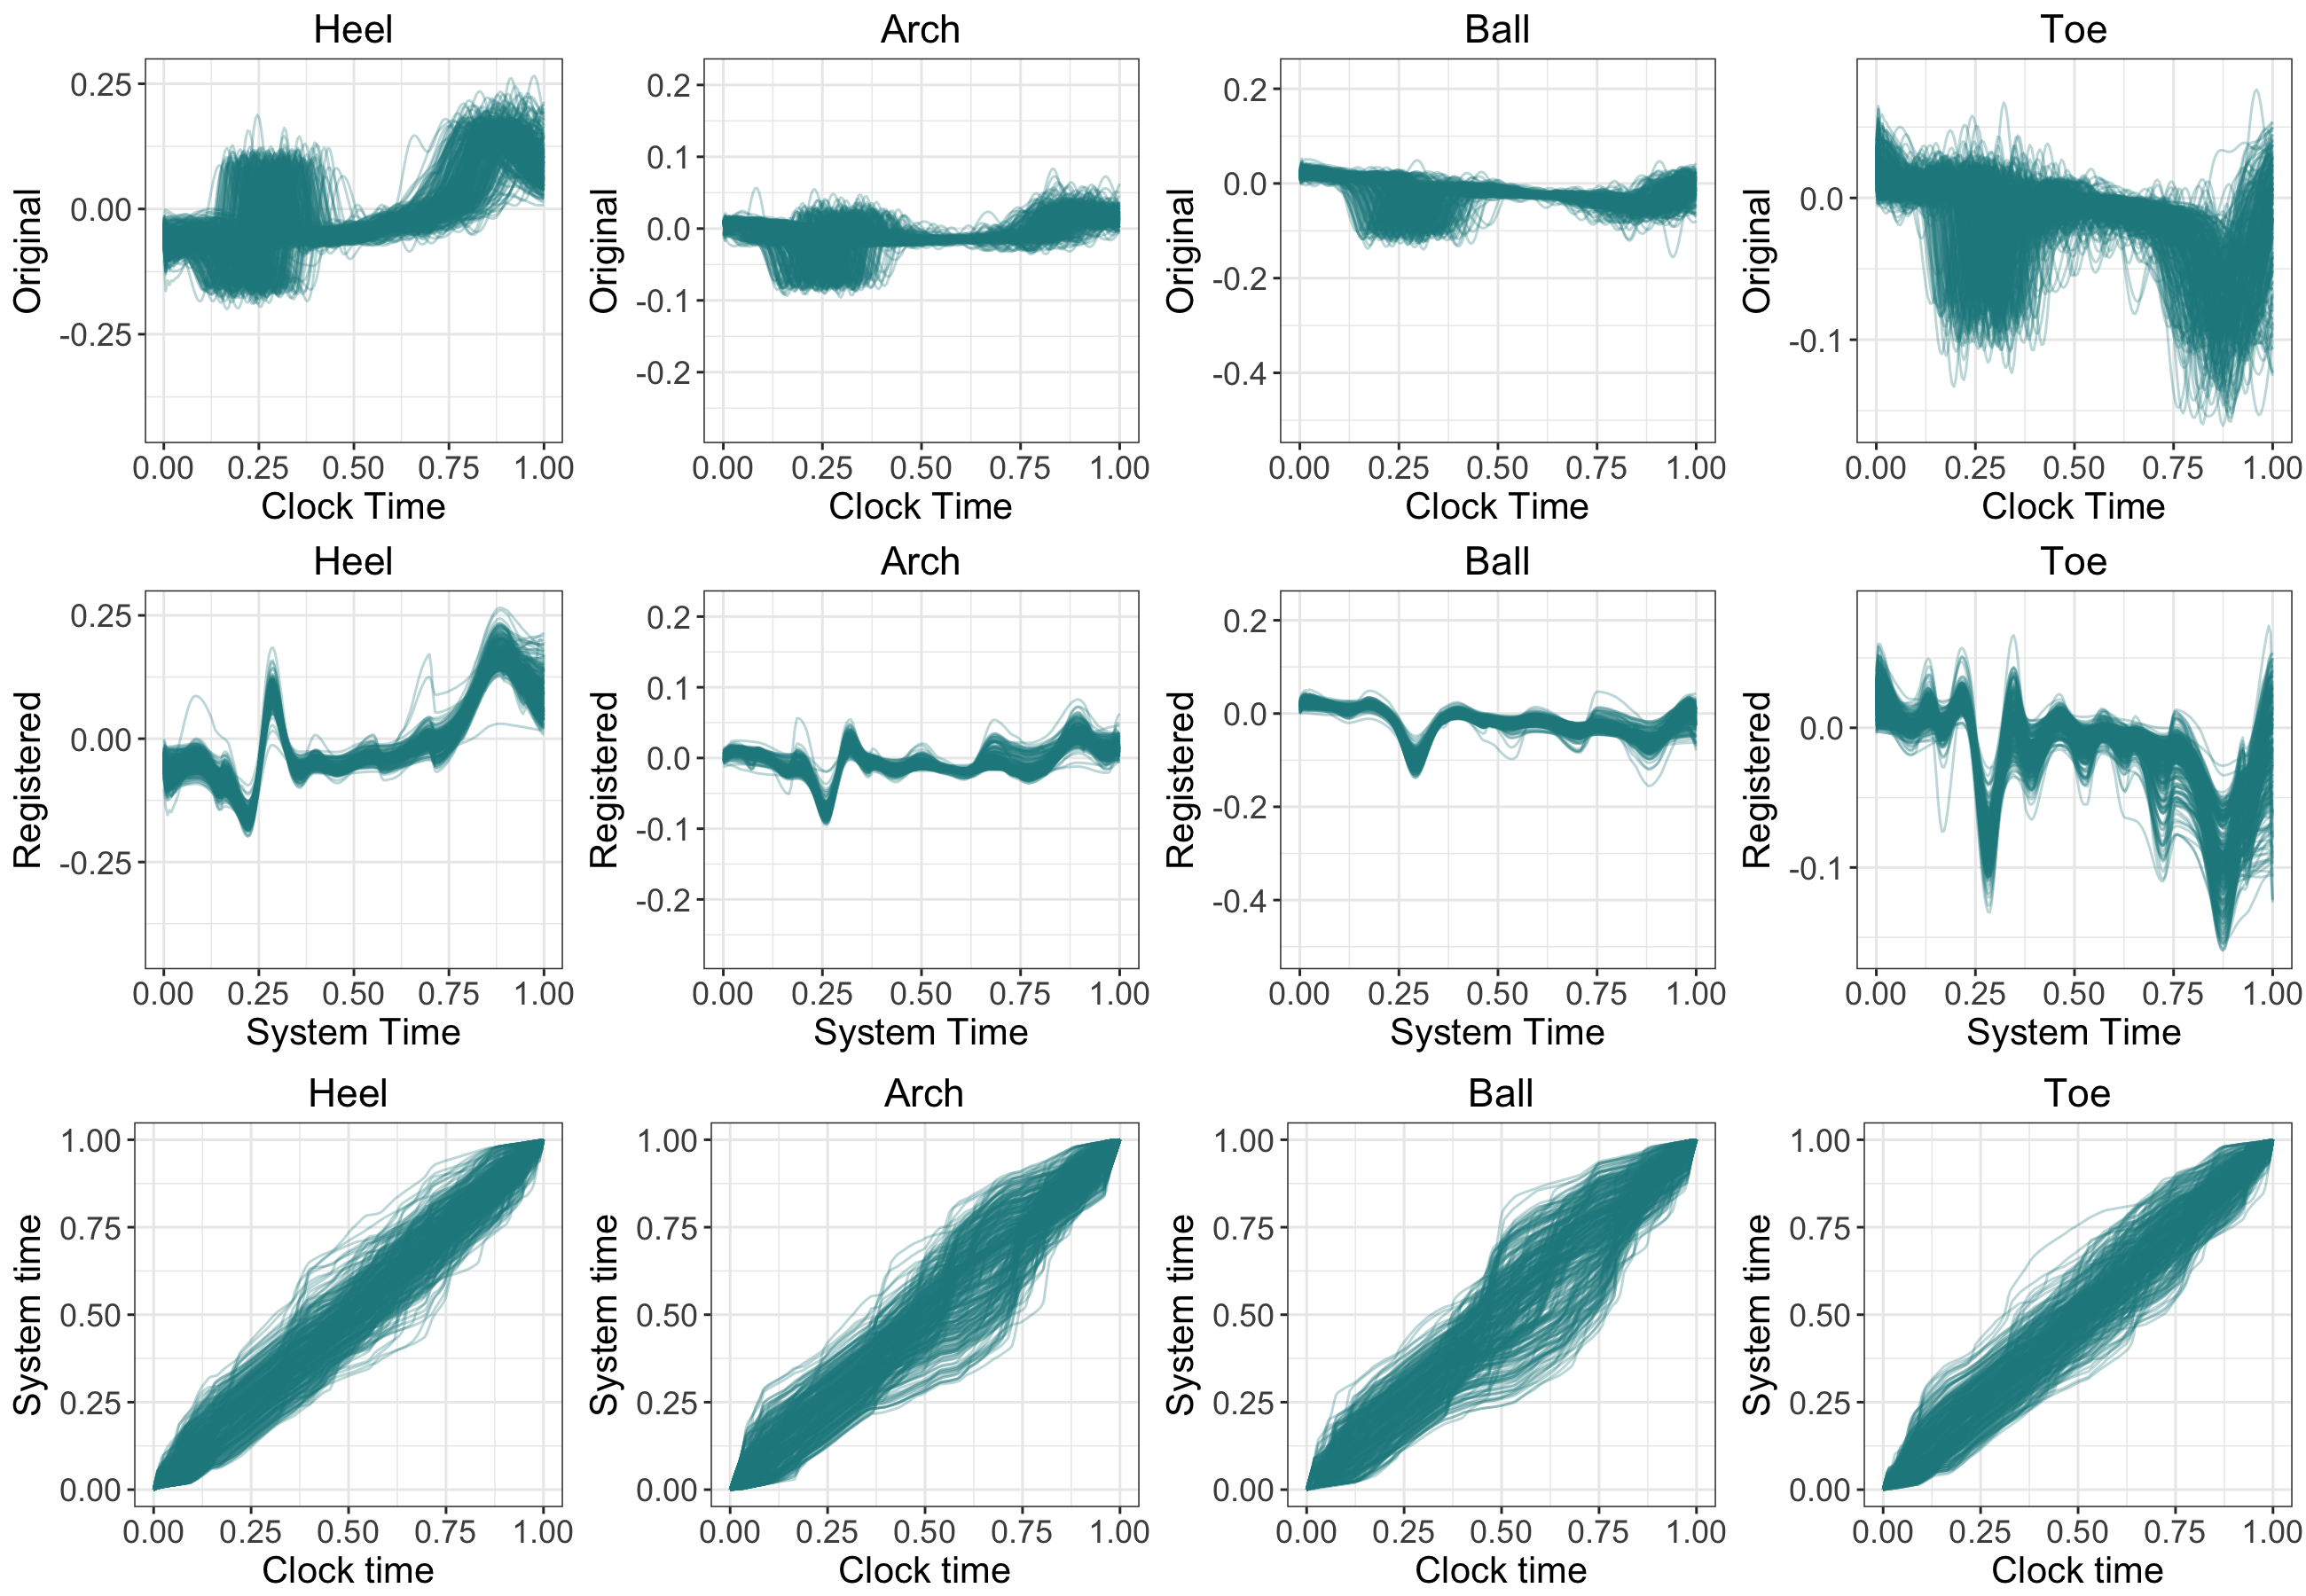 Heel Arch Ball Toe
Original Original Original Original
0.25 0.00 -0.25
0.2 0.1 0.0 -0.1 -0.2
0.2 0.0 -0.2 -0.4
0.0 -0.1
0.00 0.25 0.50 0.75 1.00 0.00 0.25 0.50 0.75 1.00 0.00 0.25 0.50 0.75 1.00 0.00 0.25 0.50 0.75 1.00
Clock Time Clock Time Clock Time Clock Time
Heel Arch Ball Toe
Registered Registered Registered Registered
0.25 0.00 -0.25
0.2 0.1 0.0 -0.1 -0.2
0.2 0.0 -0.2 -0.4
0.0 -0.1
0.00 0.25 0.50 0.75 1.00 0.00 0.25 0.50 0.75 1.00 0.00 0.25 0.50 0.75 1.00 0.00 0.25 0.50 0.75 1.00
System Time System Time System Time System Time
Heel Arch Ball Toe
System time System time System time System time
1.00 0.75 0.50 0.25 0.00
1.00 0.75 0.50 0.25 0.00
1.00 0.75 0.50 0.25 0.00
1.00 0.75 0.50 0.25 0.00
0.00 0.25 0.50 0.75 1.00 0.00 0.25 0.50 0.75 1.00 0.00 0.25 0.50 0.75 1.00 0.00 0.25 0.50 0.75 1.00
Clock time Clock time Clock time Clock time